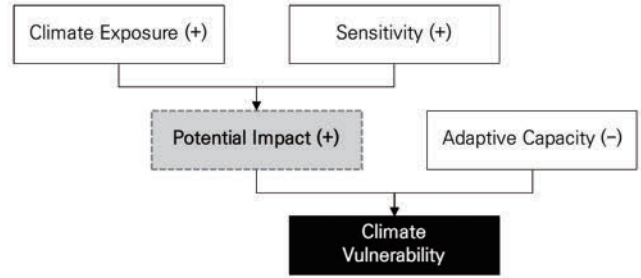 Climate Exposure (+)
Sensitivity (+)
Potential Impact (+)
Adaptive Capacity (–)
Climate
Vulnerability